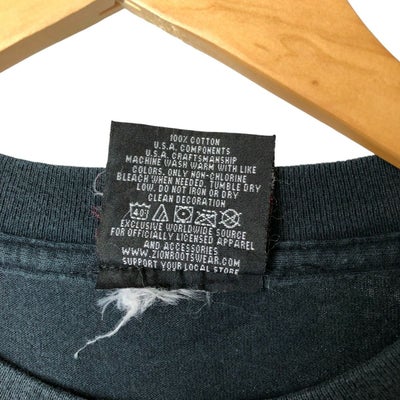 100% COTTON
U.S.A. COMPONENTS
U.S.A. CRAFTSMANSHIP
MACHINE WASH WARM WITH LIKE
COLORS, ONLY NON-CHLORINE
BLEACH WHEN NEEDED, TUMBLE DRY
LOW, DO NOT IRON OR DRY
CLEAN DECORATION
40°
EXCLUSIVE WORLDWIDE SOURCE
FOR OFFICIALLY LICENSED APPAREL
AND ACCESSORIES
WWW.ZIONROOTSWEAR.COM
SUPPORT YOUR LOCAL STORE